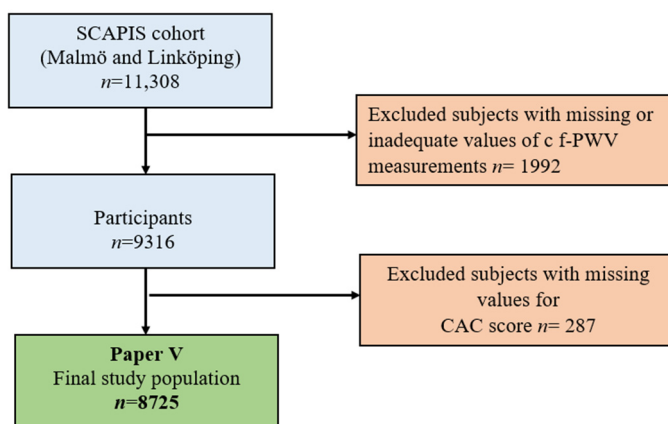 SCAPIS cohort
(Malmö and Linköping)
n=11,308
Excluded subjects with missing or
inadequate values of c f-PWV
measurements n= 1992
Participants
n=9316
Excluded subjects with missing
values for
CAC score n= 287
Paper V
Final study population
n=8725